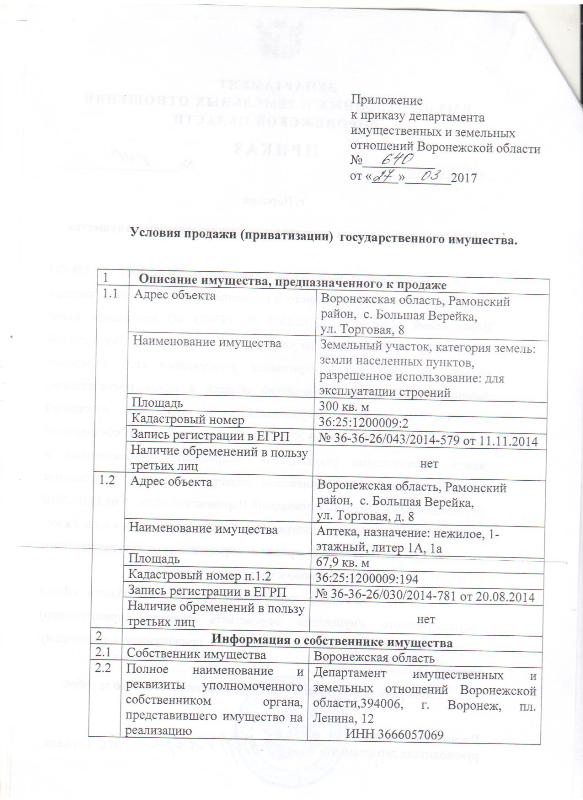 Приложение
к приказу департамента
имущественных и земельных
отношений Воронежской области
№ 640
от «27» 03 2017
Условия продажи (приватизации) государственного имущества.
1 Описание имущества, предназначенного к продаже
1.1 Адрес объекта
Воронежская область, Рамонский
район, с. Большая Верейка,
ул. Торговая, 8
Наименование имущества
Земельный участок, категория земель:
земли населенных пунктов,
разрешенное использование: для
эксплуатации строений
Площадь 300 кв. м
Кадастровый номер 36:25:1200009:2
Запись регистрации в ЕГРП № 36-36-26/043/2014-579 от 11.11.2014
Наличие обременений в пользу
третьих лиц
нет
1.2 Адрес объекта
Воронежская область, Рамонский
район, с. Большая Верейка,
ул. Торговая, д. 8
Наименование имущества
Аптека, назначение: нежилое, 1-
этажный, литер 1А, 1а
Площадь 67,9 кв. м
Кадастровый номер п.1.2 36:25:1200009:194
Запись регистрации в ЕГРП № 36-36-26/030/2014-781 от 20.08.2014
Наличие обременений в пользу
третьих лиц
нет
2 Информация о собственнике имущества
2.1 Собственник имущества Воронежская область
2.2 Полное наименование и
реквизиты уполномоченного
собственником органа,
представившего имущество на
реализацию
Департамент имущественных и
земельных отношений Воронежской
области,394006, г. Воронеж, пл.
Ленина, 12
ИНН 3666057069